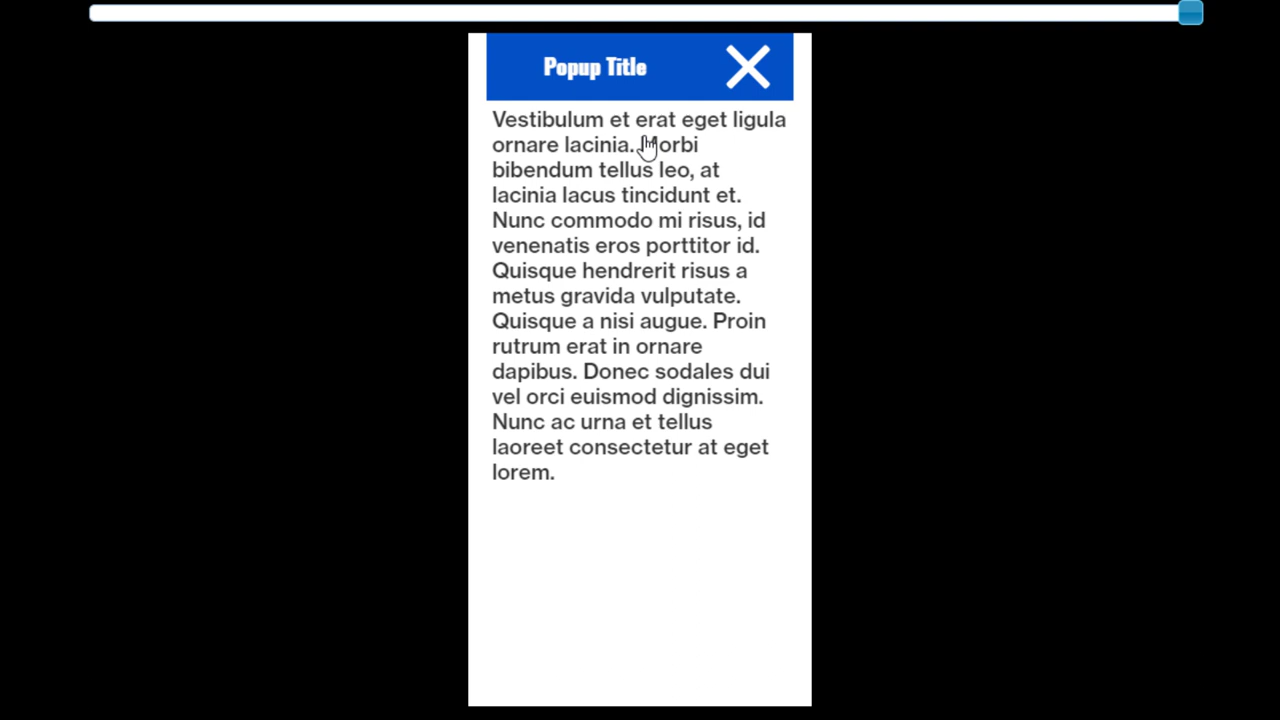 Popup Title
Vestibulum et erat eget ligula
ornare lacinia. Morbi
bibendum tellus leo, at
lacinia lacus tincidunt et.
Nunc commodo mi risus, id
venenatis eros porttitor id.
Quisque hendrerit risus a
metus gravida vulputate.
Quisque a nisi augue. Proin
rutrum erat in ornare
dapibus. Donec sodales dui
vel orci euismod dignissim.
Nunc ac urna et tellus
laoreet consectetur at eget
lorem.